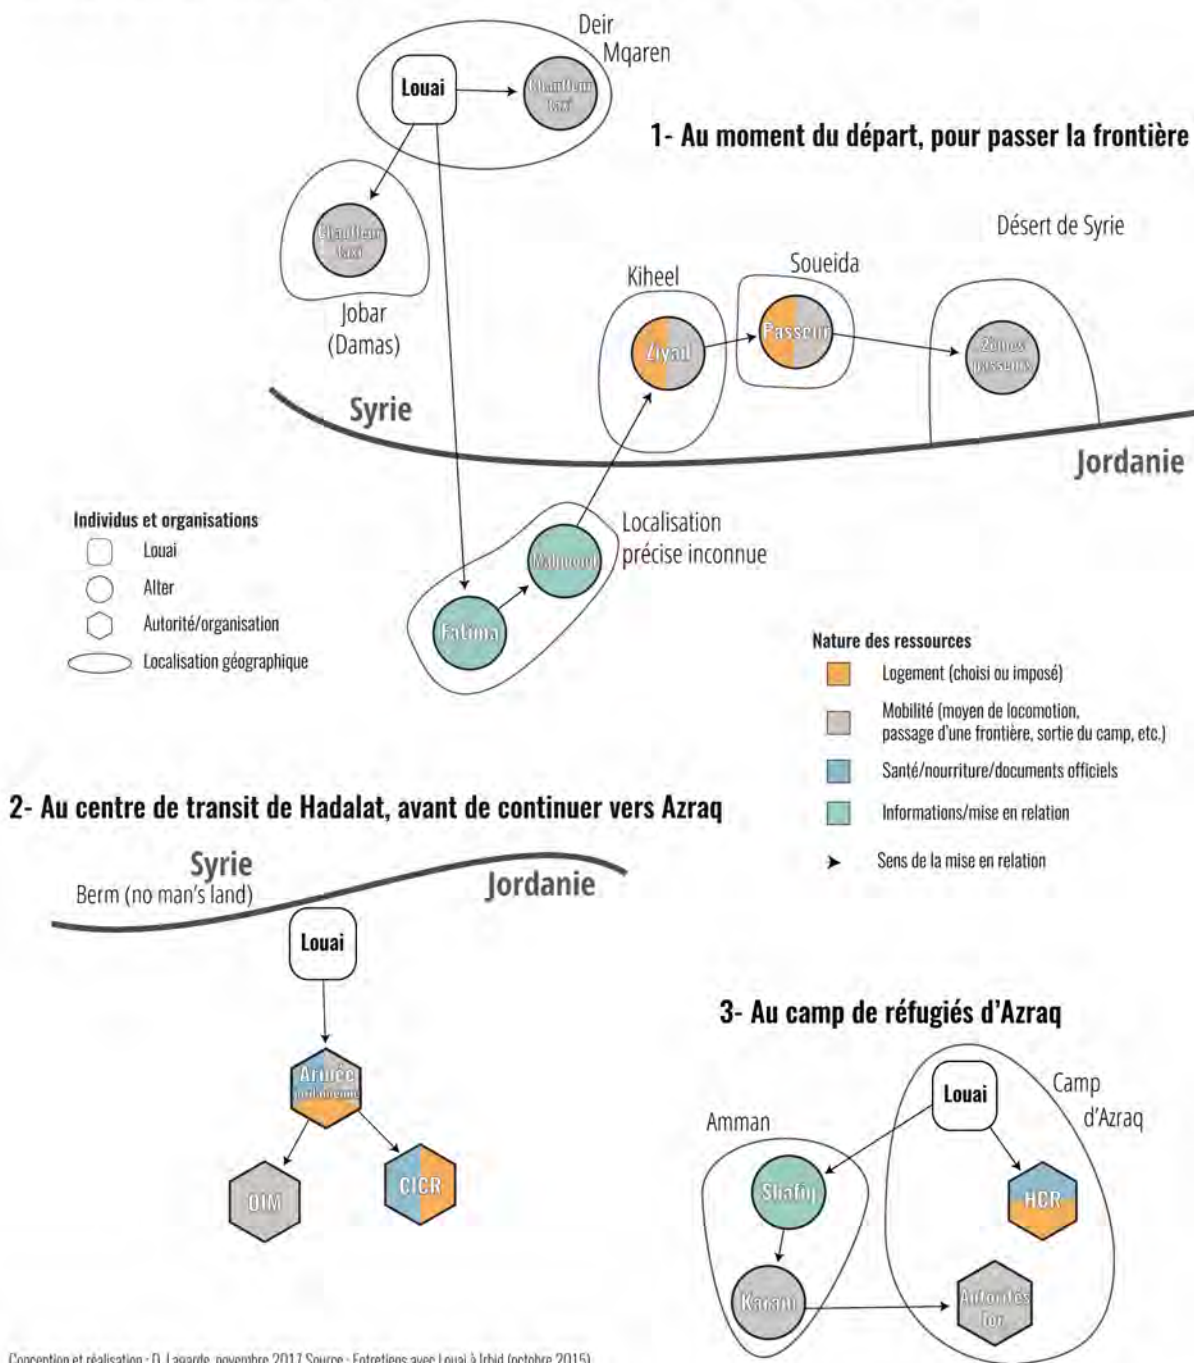 Deir
Mqaren
Louai
Chauffeur
taxi
1- Au moment du départ, pour passer la frontière
Chauffeur
taxi
Jobar
(Damas)
Désert de Syrie
Kiheel
Soueida
Ziyad
Passeur
2èmes
passeurs
Syrie
Jordanie
Individus et organisations
Louai
Alter
Autorité/organisation
Localisation géographique
Localisation
précise inconnue
Mahmoud
Fatima
Nature des ressources
Logement (choisi ou imposé)
Mobilité (moyen de locomotion,
passage d'une frontière, sortie du camp, etc.)
Santé/nourriture/documents officiels
Informations/mise en relation
Sens de la mise en relation
2- Au centre de transit de Hadalat, avant de continuer vers Azraq
Syrie
Berm (no man's land)
Jordanie
Louai
Armée
jordanienne
OIM
CICR
3- Au camp de réfugiés d'Azraq
Louai
Camp
d'Azraq
Amman
Shafiq
HCR
Karam
Autorités
Jor.
Conception et réalisation : D. Lagarde, novembre 2017 Source : Entretiens avec Louai à Irbid (octobre 2015)